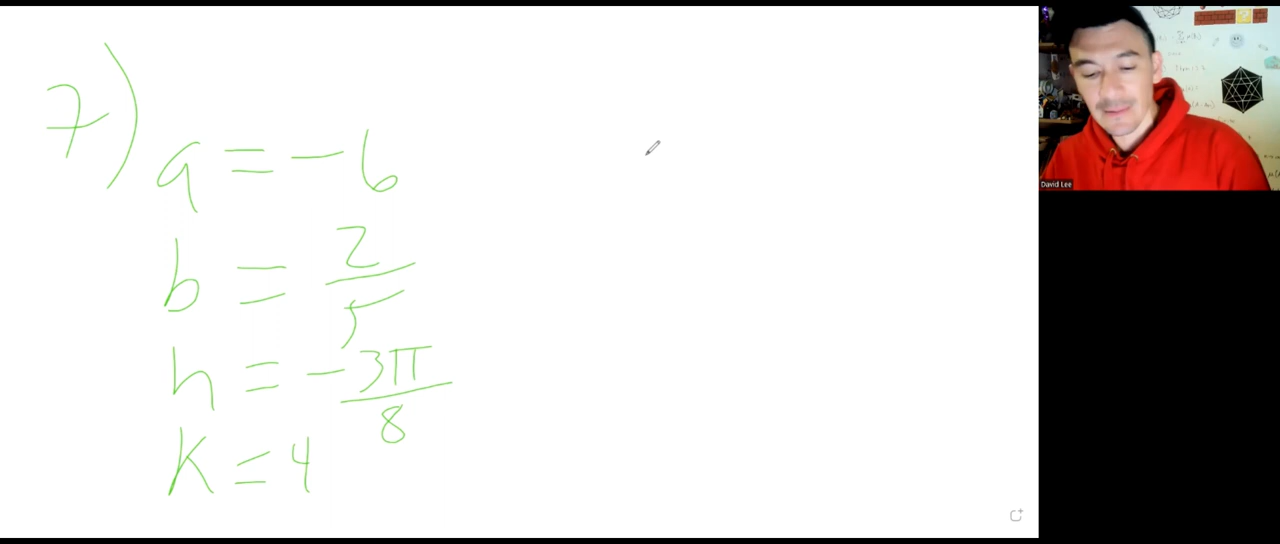 7)
a = -6
b = 2/5
h = -3π/8
K = 4
David Lee